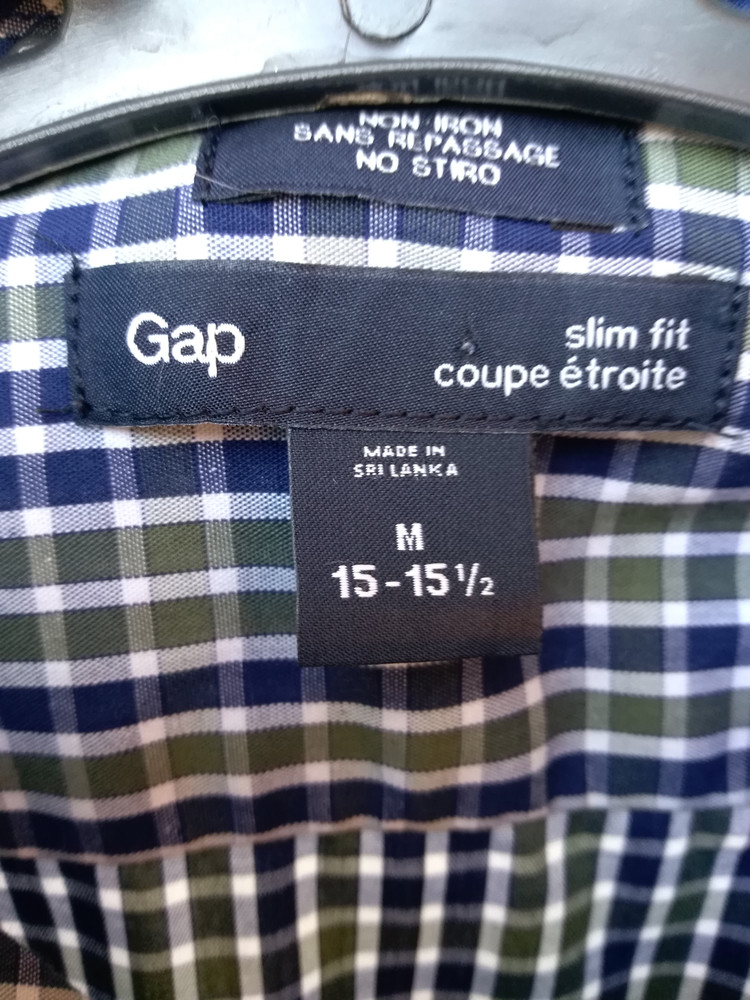 NON IRON
SANS REPASSAGE
NO STIRO
Gap
slim fit
coupe étroite
MADE IN
SRI LANKA
M
15-15½